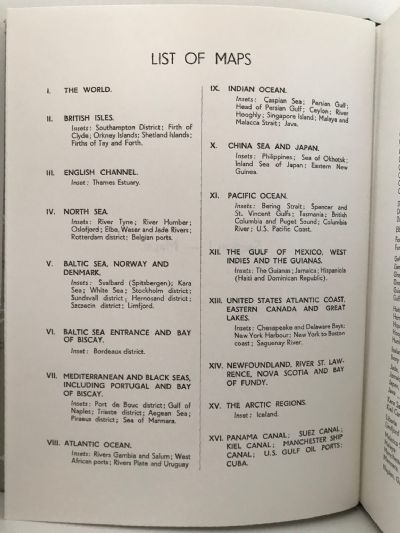 LIST OF MAPS
I. THE WORLD.
II. BRITISH ISLES.
Insets: Southampton District; Firth of
Clyde; Orkney Islands; Shetland Islands;
Firths of Tay and Forth.
III. ENGLISH CHANNEL.
Inset: Thames Estuary.
IV. NORTH SEA.
Insets: River Tyne; River Humber;
Oslofjord; Elbe, Weser and Jade Rivers;
Rotterdam district; Belgian ports.
V. BALTIC SEA, NORWAY AND
DENMARK.
Insets: Svalbard (Spitsbergen); Kara
Sea; White Sea; Stockholm district;
Sundsvall district; Hernosand district;
Szczecin district; Limfjord.
VI. BALTIC SEA ENTRANCE AND BAY
OF BISCAY.
Inset: Bordeaux district.
VII. MEDITERRANEAN AND BLACK SEAS,
INCLUDING PORTUGAL AND BAY OF
BISCAY.
Insets: Port de Bouc district; Gulf of
Naples; Trieste district; Aegean Sea;
Piraeus district; Sea of Marmara.
VIII. ATLANTIC OCEAN.
Insets: Rivers Gambia and Salum; West
African ports; Rivers Plate and Uruguay
IX. INDIAN OCEAN.
Insets: Caspian Sea; Persian Gulf;
Head of Persian Gulf; Ceylon; River
Hooghly; Singapore Island; Malaya and
Malacca Strait; Java.
X. CHINA SEA AND JAPAN.
Insets: Philippines; Sea of Okhotsk;
Inland Sea of Japan; Eastern New
Guinea.
XI. PACIFIC OCEAN.
Insets: Bering Strait; Spencer and
St. Vincent Gulfs; Tasmania; British
Columbia and Puget Sound; Columbia
River; U.S. Pacific Coast.
XII. THE GULF OF MEXICO, WEST
INDIES AND THE GUIANAS.
Insets: The Guianas; Jamaica; Hispaniola
(Haiti and Dominican Republic).
XIII. UNITED STATES ATLANTIC COAST,
EASTERN CANADA AND GREAT
LAKES.
Insets: Chesapeake and Delaware Bays;
New York Harbour; New York to Boston
coast; Saguenay River.
XIV. NEWFOUNDLAND, RIVER ST. LAW-
RENCE, NOVA SCOTIA AND BAY
OF FUNDY.
XV. THE ARCTIC REGIONS.
Inset: Iceland.
XVI. PANAMA CANAL; SUEZ CANAL;
KIEL CANAL; MANCHESTER SHIP
CANAL; U.S. GULF OIL PORTS;
CUBA.